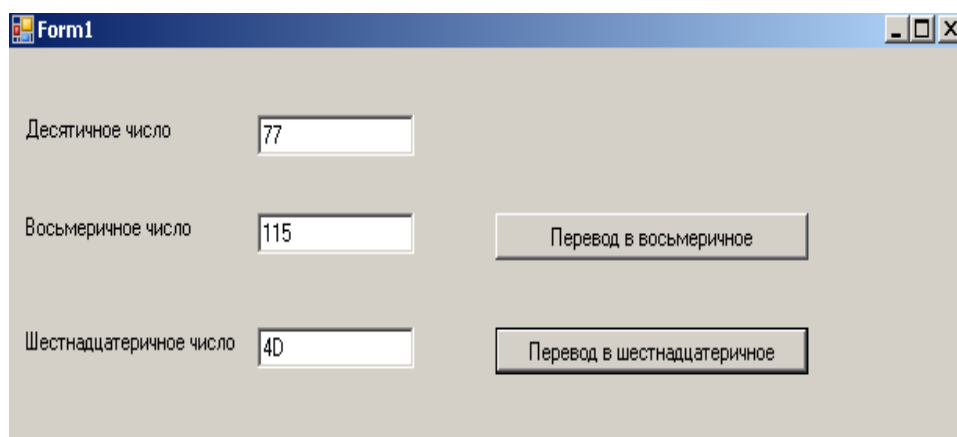 Form1
Десятичное число 77
Восьмеричное число 115 Перевод в восьмеричное
Шестнадцатеричное число 4D Перевод в шестнадцатеричное